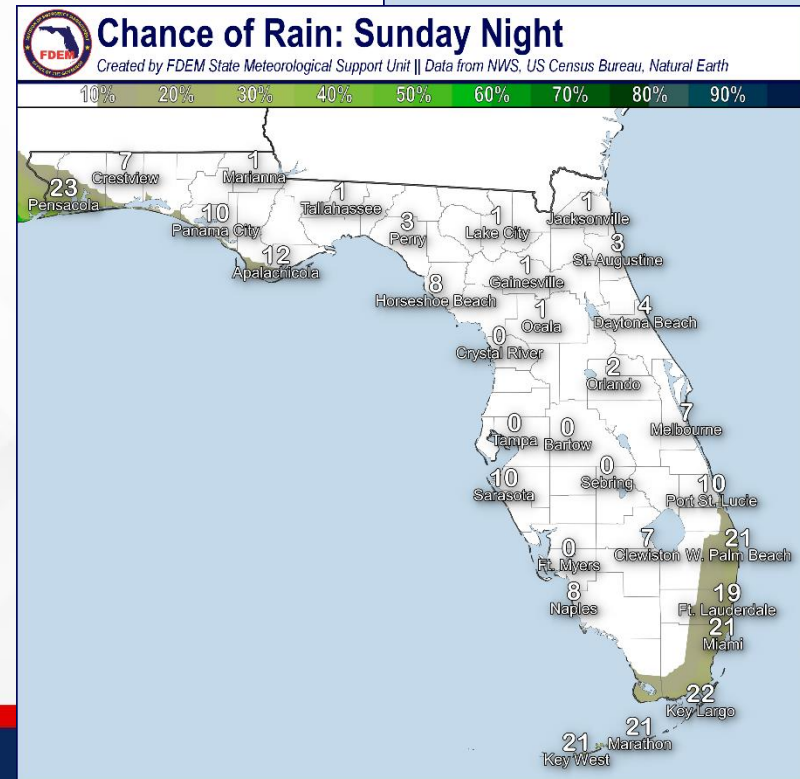 FDEM
Chance of Rain: Sunday Night
Created by FDEM State Meteorological Support Unit || Data from NWS, US Census Bureau, Natural Earth
10% 20% 30% 40% 50% 60% 70% 80% 90%
7
Crestview
1
Marianna
23
Pensacola
10
Panama City
1
Tallahassee
12
Apalachicola
3
Perry
1
Lake City
1
Jacksonville
3
St. Augustine
1
Gainesville
8
Horseshoe Beach
1
Ocala
4
Daytona Beach
0
Crystal River
2
Orlando
7
Melbourne
0
Tampa
0
Bartow
0
Sebring
10
Sarasota
10
Port St. Lucie
0
Ft. Myers
7
Clewiston
21
W. Palm Beach
8
Naples
19
Ft. Lauderdale
21
Miami
22
Key Largo
21
Marathon
21
Key West